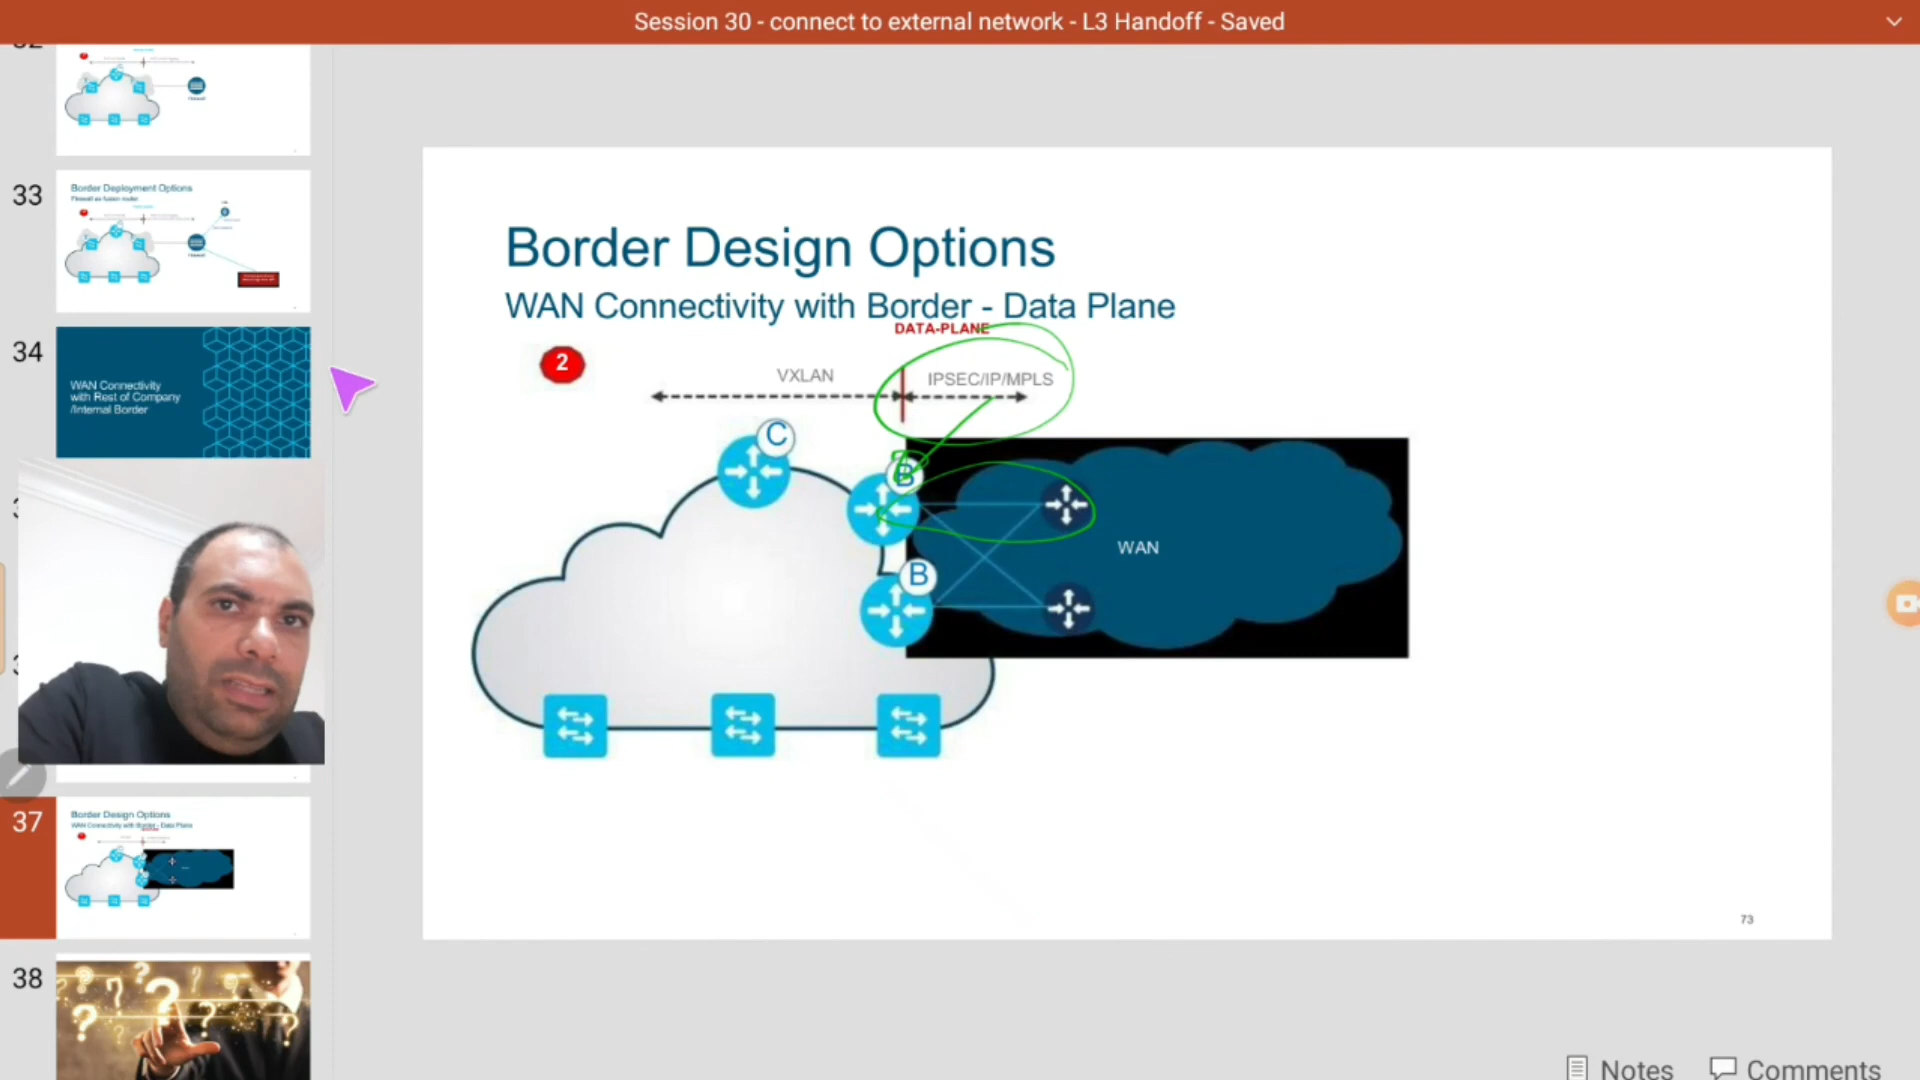 Session 30 - connect to external network - L3 Handoff - Saved
33
Border Deployment Options
Firewall as fusion router
34
WAN Connectivity
with Rest of Company
/Internal Border
37
Border Design Options
WAN Connectivity with Border - Data Plane
38
Border Design Options
WAN Connectivity with Border - Data Plane
DATA-PLANE
2
VXLAN
IPSEC/IP/MPLS
C
B
B
WAN
73
Notes
Comments